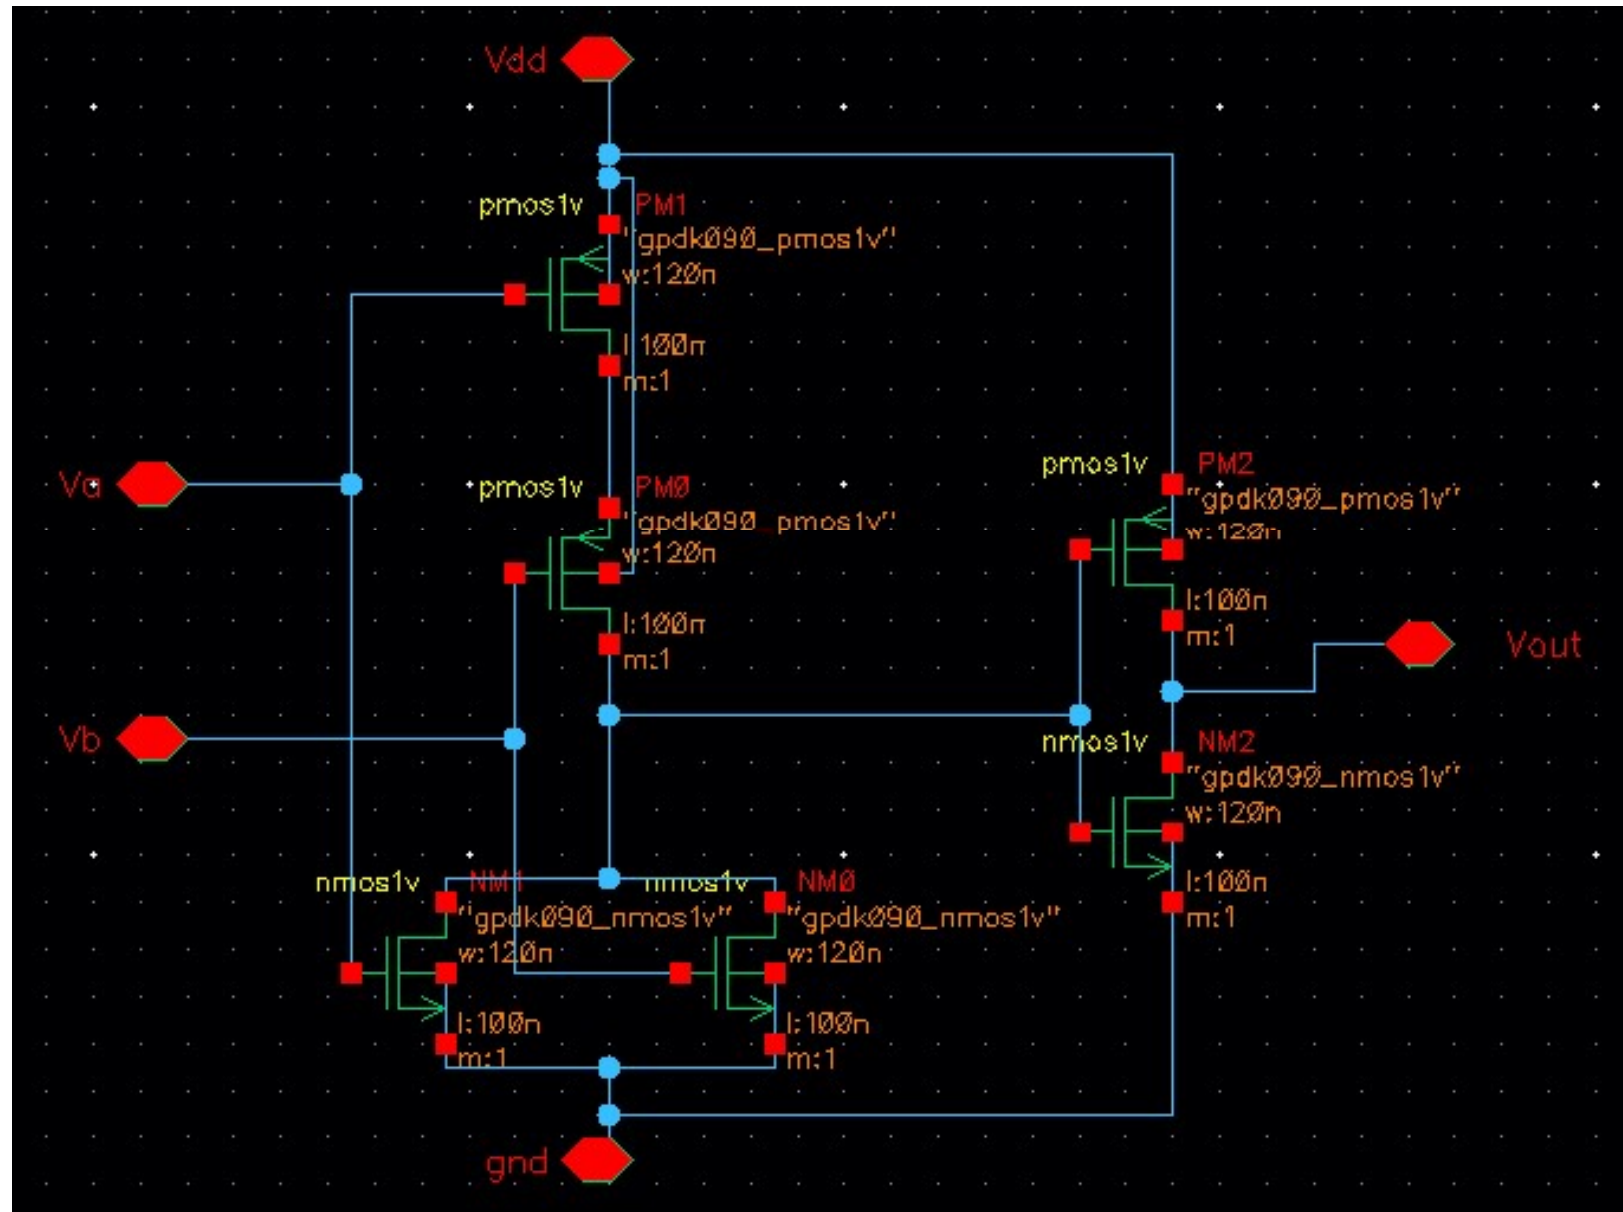 Vdd
pmos1v PM1
"gpdk090_pmos1v"
w:120n
l:100n
m:1
Va
pmos1v PM0
"gpdk090_pmos1v"
w:120n
l:100n
m:1
pmos1v PM2
"gpdk090_pmos1v"
w:120n
l:100n
m:1
Vout
Vb
nmos1v NM2
"gpdk090_nmos1v"
w:120n
l:100n
m:1
nmos1v NM1
"gpdk090_nmos1v"
w:120n
l:100n
m:1
nmos1v NM0
"gpdk090_nmos1v"
w:120n
l:100n
m:1
gnd